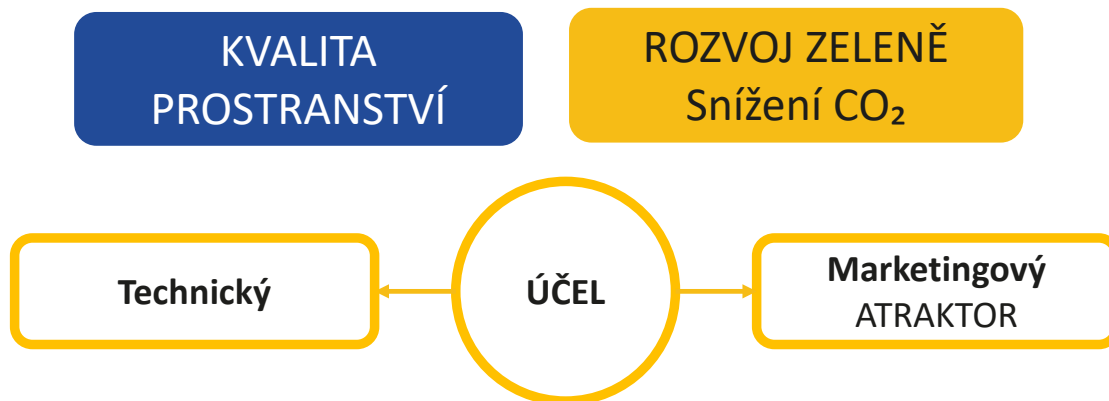 KVALITA
PROSTRANSTVÍ
ROZVOJ ZELENĚ
Snížení CO₂
Technický
ÚČEL
Marketingový
ATRAKTOR